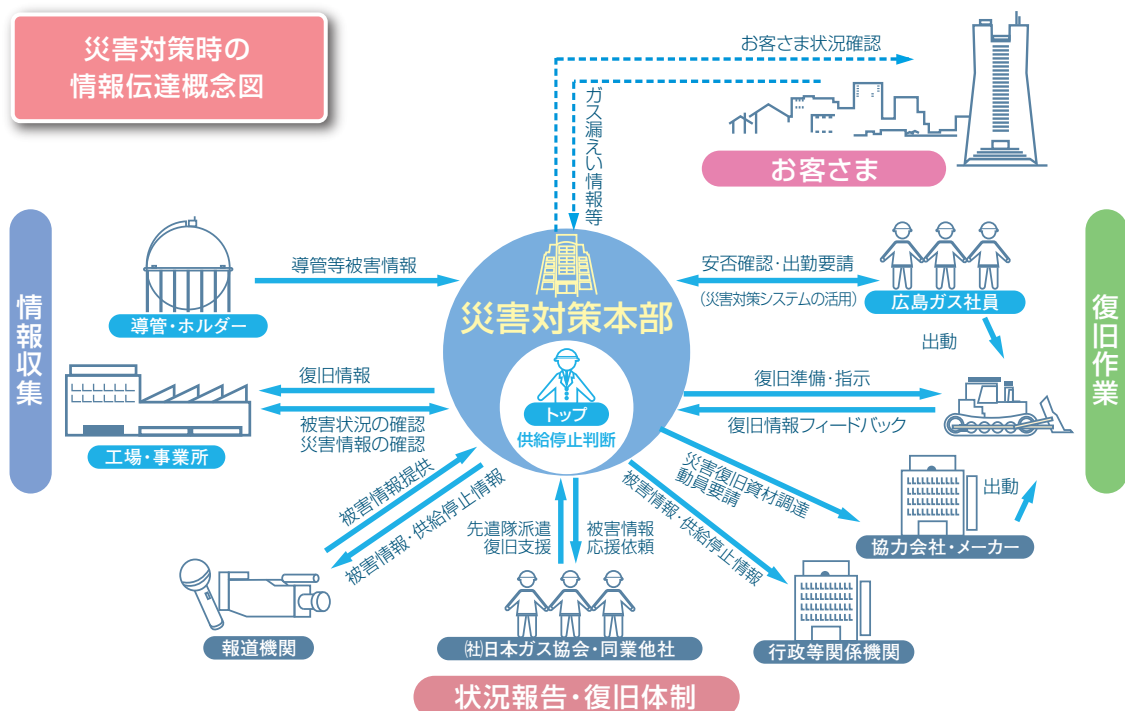 災害対策時の
情報伝達概念図
お客さま状況確認
ガス漏えい情報等
お客さま
情報収集
導管等被害情報
導管・ホルダー
復旧情報
被害状況の確認
災害情報の確認
工場・事業所
災害対策本部
トップ
供給停止判断
安否確認・出勤要請
(災害対策システムの活用)
広島ガス社員
出動
復旧準備・指示
復旧情報フィードバック
復旧作業
災害復旧資材調達
動員要請
出動
協力会社・メーカー
被害情報提供
被害情報・供給停止情報
報道機関
先遣隊派遣
復旧支援
被害情報
応援依頼
㈳日本ガス協会・同業他社
被害情報・供給停止情報
行政等関係機関
状況報告・復旧体制